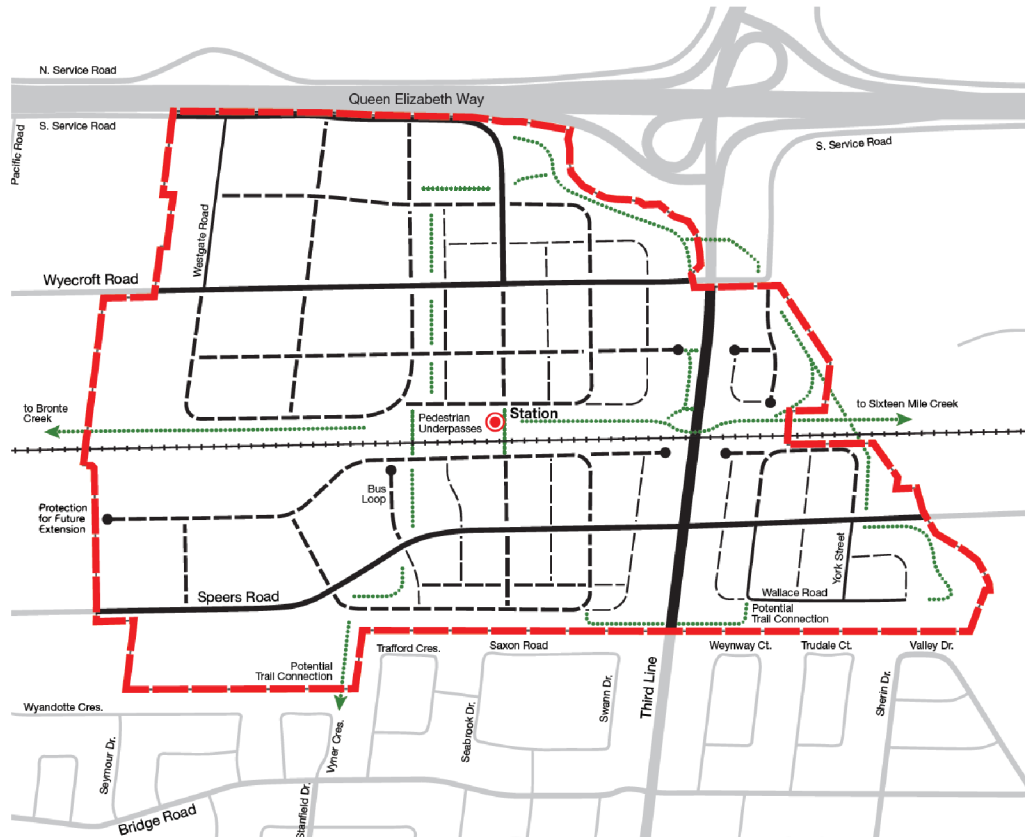 N. Service Road
Queen Elizabeth Way
S. Service Road
Pacific Road
S. Service Road
Westgate Road
Wyecroft Road
to Bronte
Creek
Pedestrian
Underpasses
Station
to Sixteen Mile Creek
Bus
Loop
Protection
for Future
Extension
York Street
Speers Road
Wallace Road
Potential
Trail Connection
Trafford Cres.
Saxon Road
Weynway Ct.
Trudale Ct.
Valley Dr.
Potential
Trail Connection
Wyandotte Cres.
Seymour Dr.
Vyner Cres.
Seabrook Dr.
Swann Dr.
Third Line
Sherin Dr.
Stanfield Dr.
Bridge Road